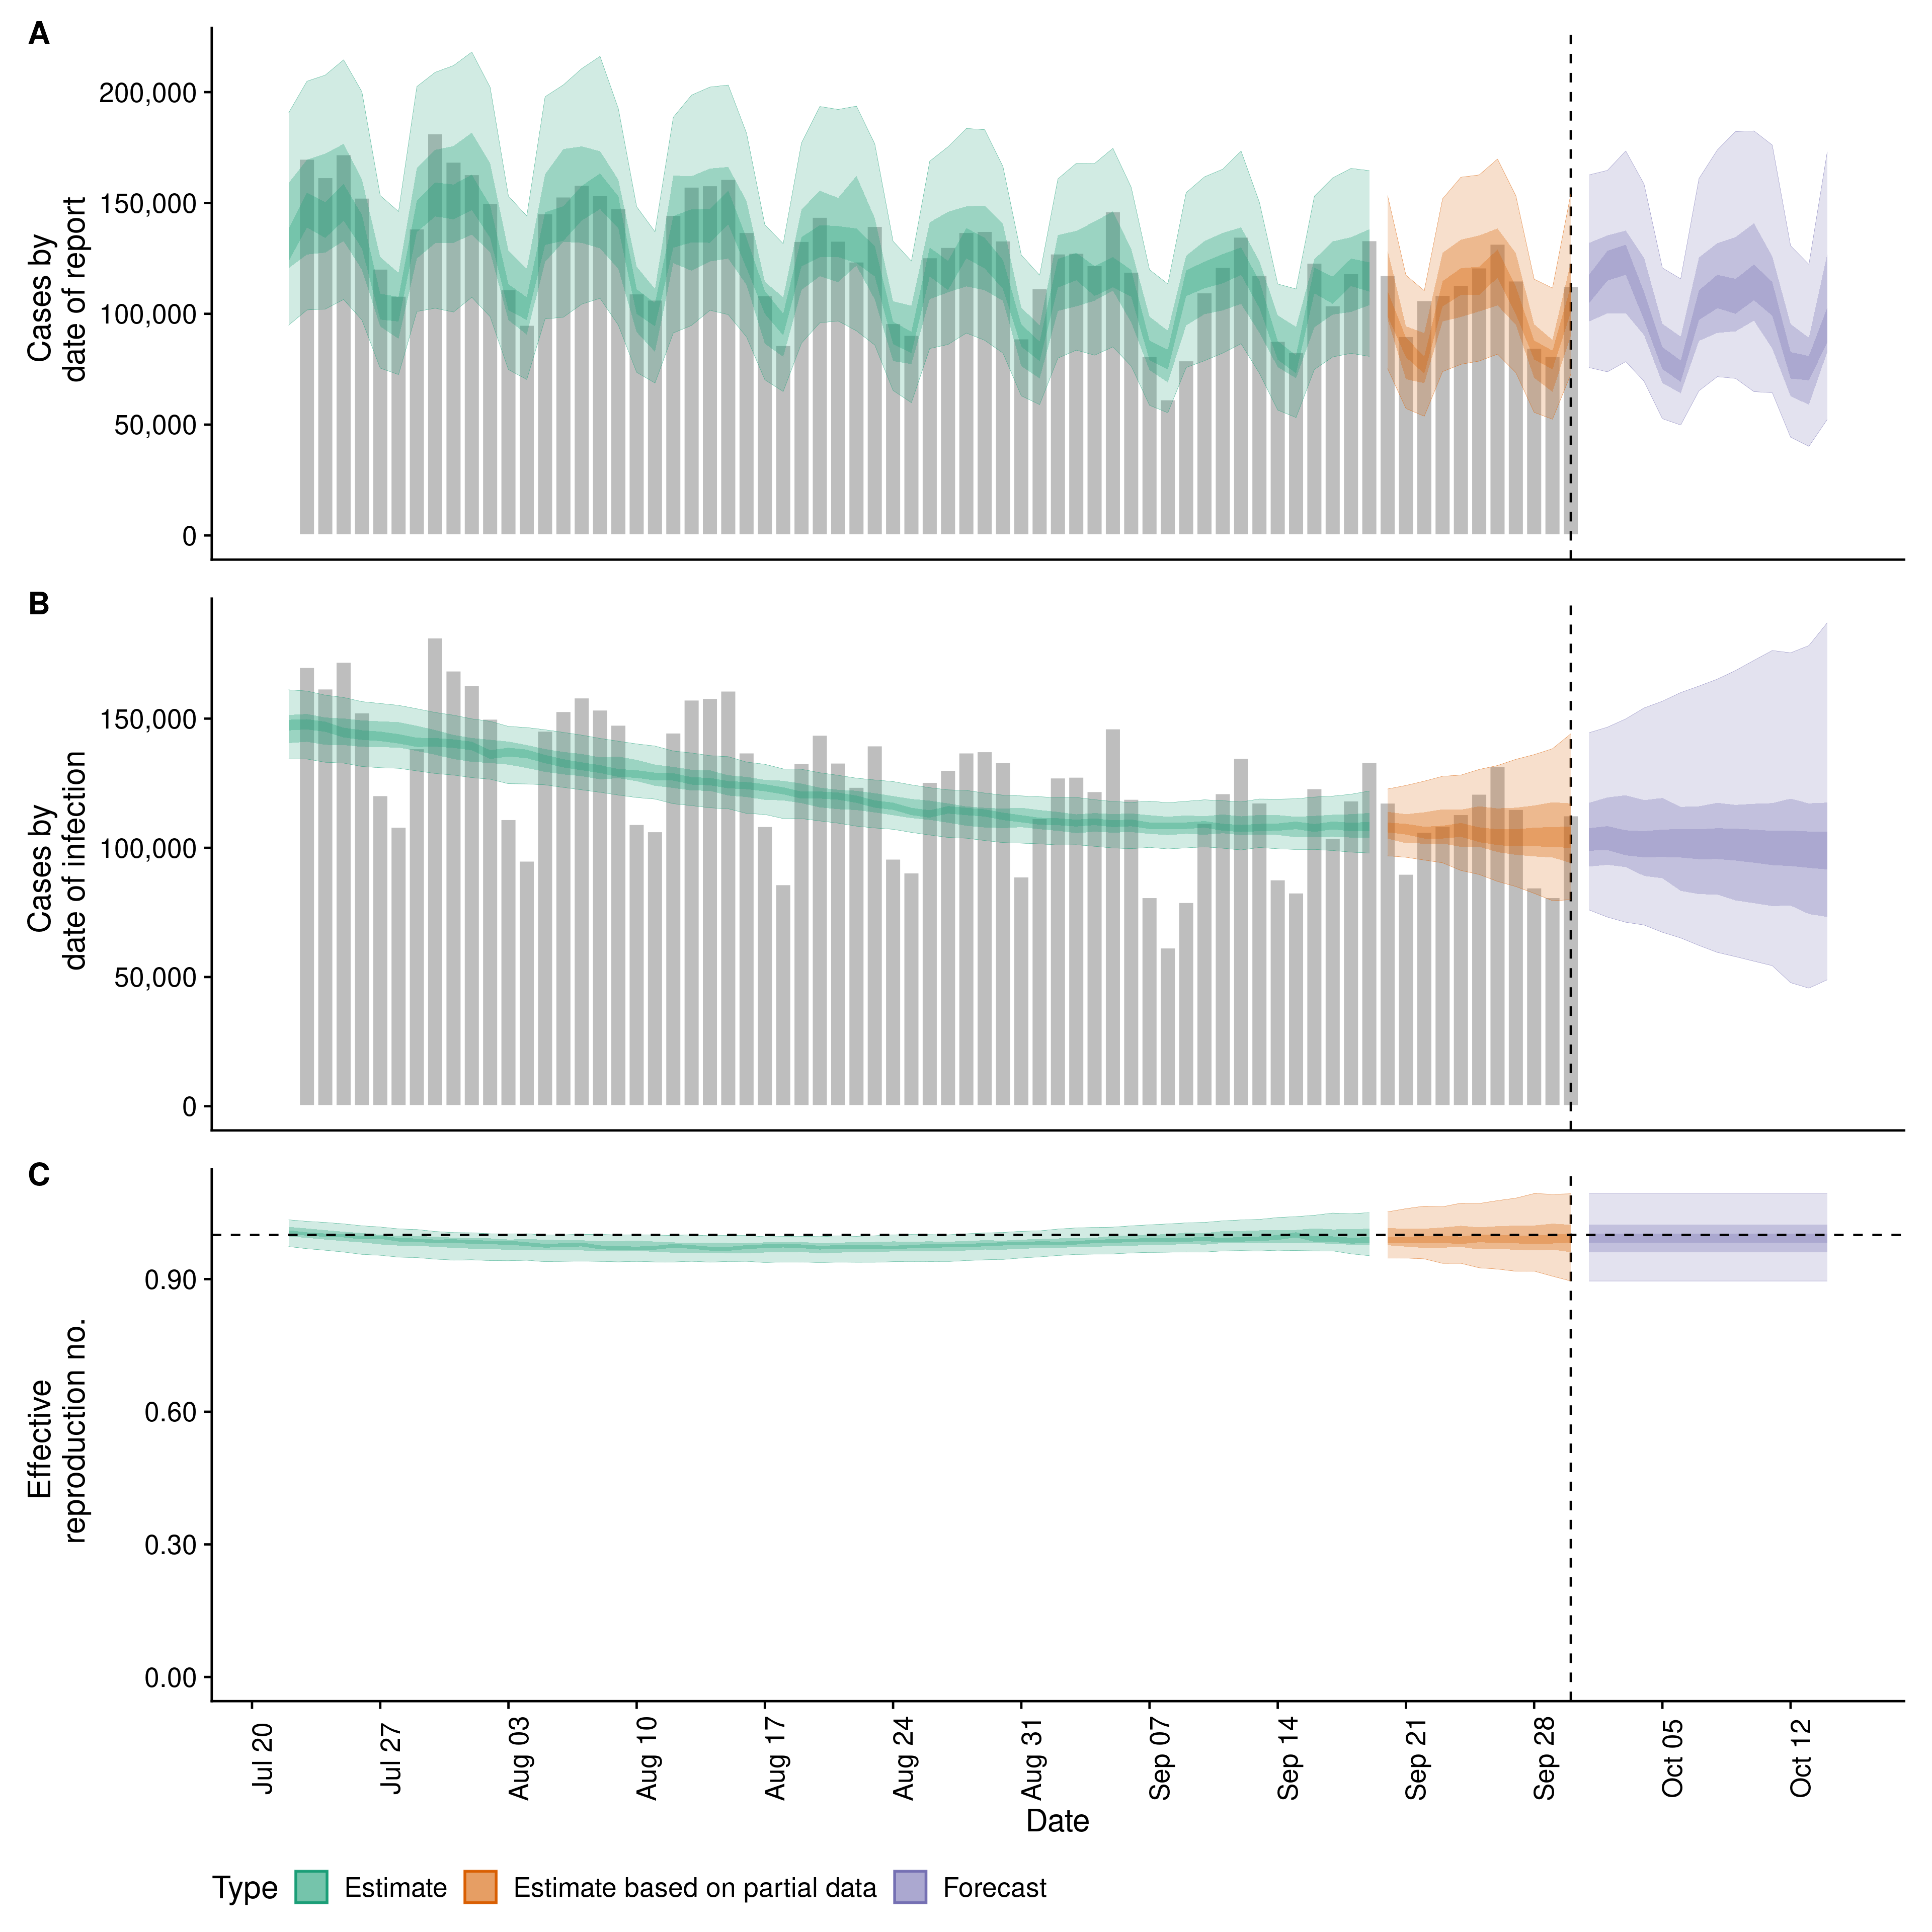 A
Cases by
date of report
200,000
150,000
100,000
50,000
0
B
Cases by
date of infection
150,000
100,000
50,000
0
C
Effective
reproduction no.
0.90
0.60
0.30
0.00
Jul 20
Jul 27
Aug 03
Aug 10
Aug 17
Aug 24
Aug 31
Sep 07
Sep 14
Sep 21
Sep 28
Oct 05
Oct 12
Date
Type Estimate Estimate based on partial data Forecast